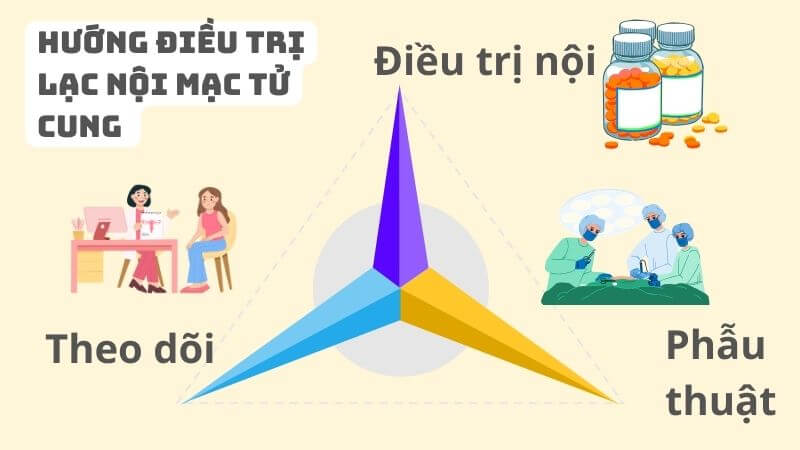 HƯỚNG ĐIỀU TRỊ
LẠC NỘI MẠC TỬ
CUNG
Điều trị nội
Theo dõi
Phẫu
thuật